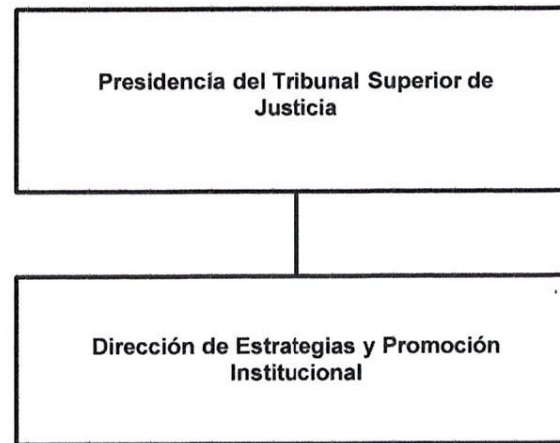 Presidencia del Tribunal Superior de
Justicia
Dirección de Estrategias y Promoción
Institucional